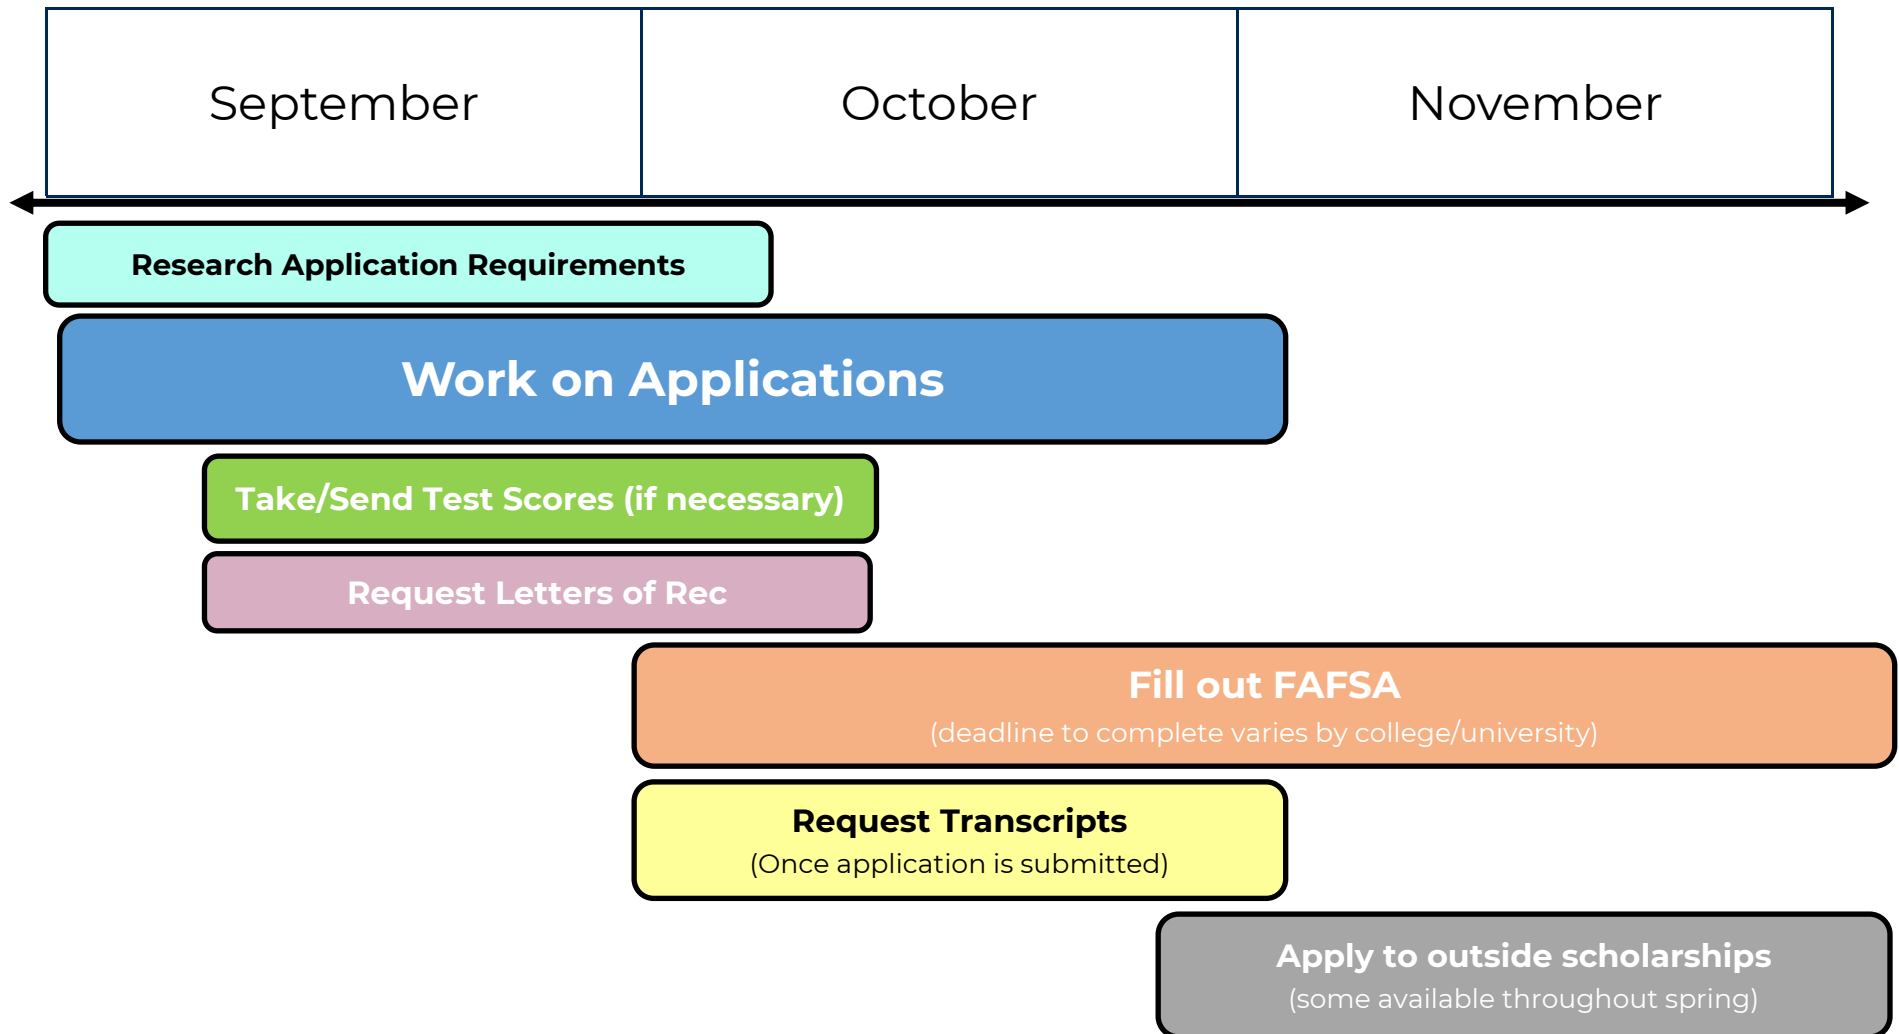 September
October
November
Research Application Requirements
Work on Applications
Take/Send Test Scores (if necessary)
Request Letters of Rec
Fill out FAFSA
(deadline to complete varies by college/university)
Request Transcripts
(Once application is submitted)
Apply to outside scholarships
(some available throughout spring)